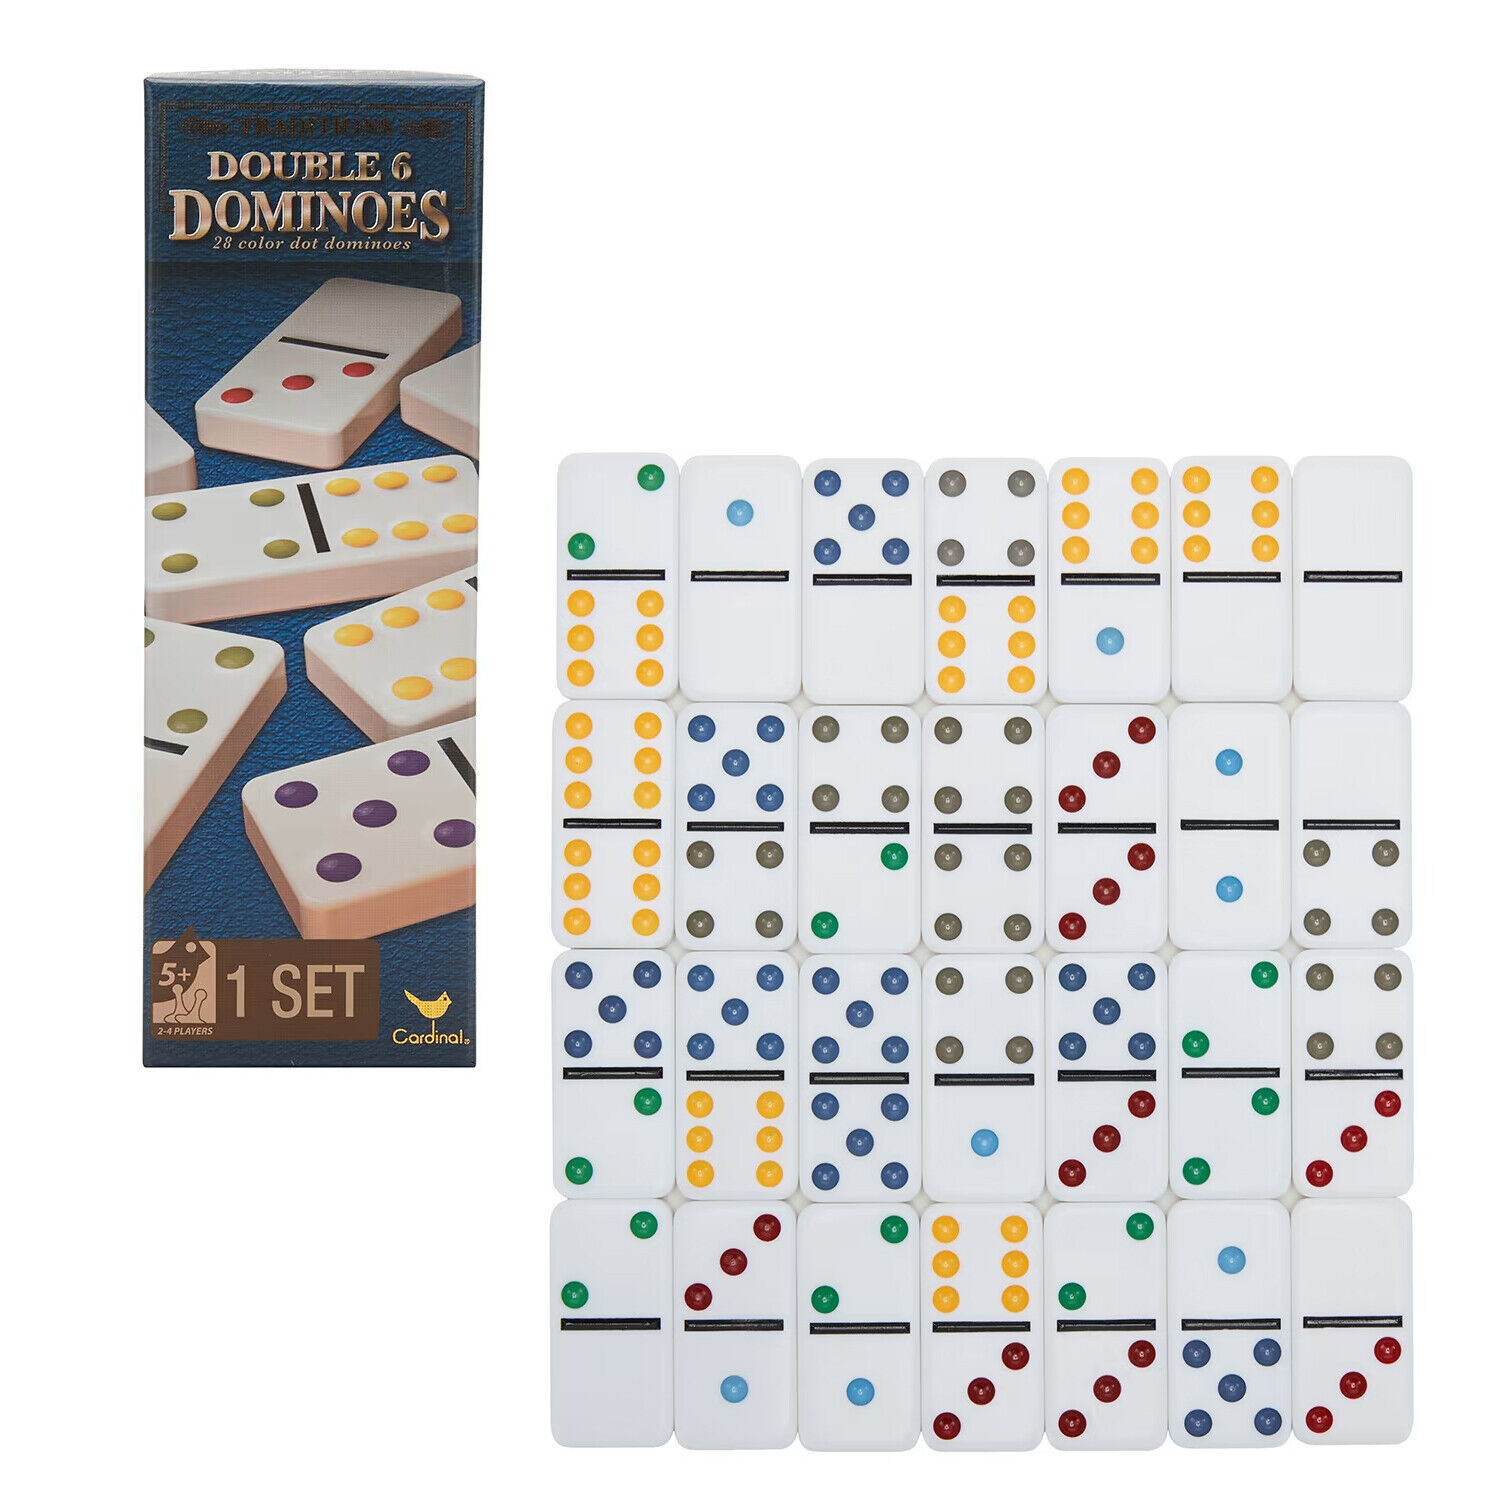 TRADITIONS
DOUBLE 6
DOMINOES
28 color dot dominoes
5+
2-4 PLAYERS
1 SET
Cardinal